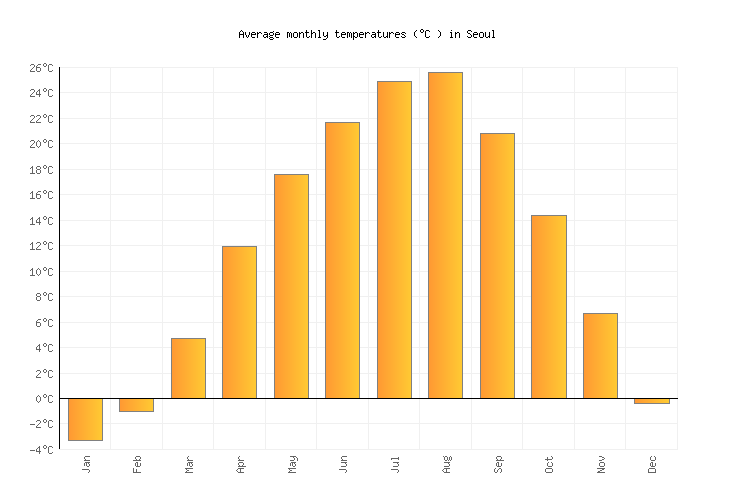 Average monthly temperatures (°C ) in Seoul
26°C
24°C
22°C
20°C
18°C
16°C
14°C
12°C
10°C
8°C
6°C
4°C
2°C
0°C
-2°C
-4°C
Jan
Feb
Mar
Apr
May
Jun
Jul
Aug
Sep
Oct
Nov
Dec